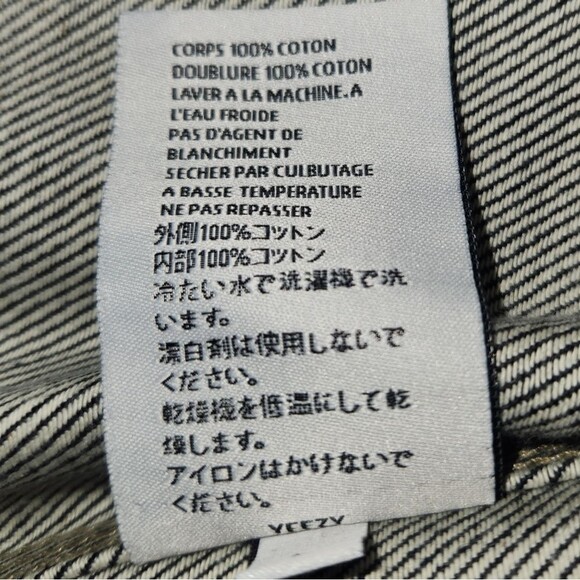 CORPS 100% COTON
DOUBLURE 100% COTON
LAVER A LA MACHINE.A
L'EAU FROIDE
PAS D'AGENT DE
BLANCHIMENT
SECHER PAR CULBUTAGE
A BASSE TEMPERATURE
NE PAS REPASSER
外側100%コットン
内部100%コットン
冷たい水で洗濯機で洗
います。
漂白剤は使用しないで
ください。
乾燥機を低温にして乾
燥します。
アイロンはかけないで
ください。
YEEZY